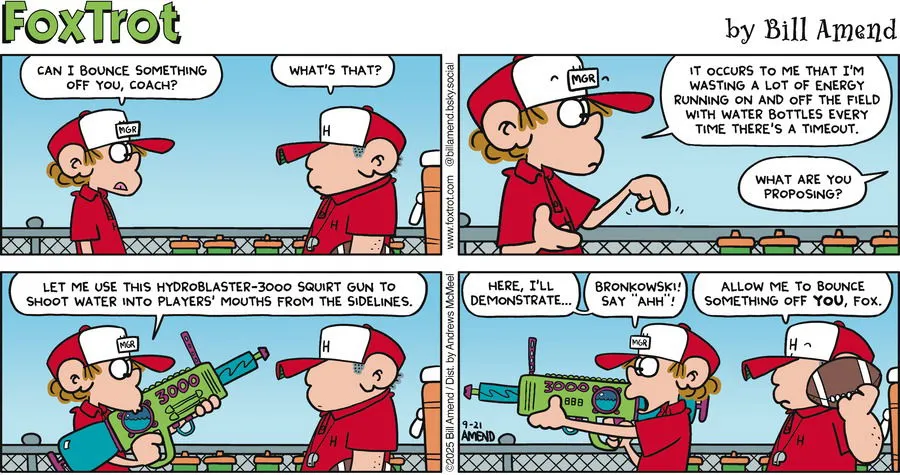 FoxTrot
by Bill Amend
CAN I BOUNCE SOMETHING
OFF YOU, COACH?
WHAT'S THAT?
MGR
H
www.foxtrot.com @billamend.bsky.social
IT OCCURS TO ME THAT I'M
WASTING A LOT OF ENERGY
RUNNING ON AND OFF THE FIELD
WITH WATER BOTTLES EVERY
TIME THERE'S A TIMEOUT.
WHAT ARE YOU
PROPOSING?
MGR
H
LET ME USE THIS HYDROBLASTER-3000 SQUIRT GUN TO
SHOOT WATER INTO PLAYERS' MOUTHS FROM THE SIDELINES.
MGR
3000
H
©2025 Bill Amend / Dist. by Andrews McMeel
HERE, I'LL
DEMONSTRATE...
BRONKOWSKI!
SAY "AHH"!
ALLOW ME TO BOUNCE
SOMETHING OFF YOU, FOX.
MGR
3000
H
9-21
AMEND